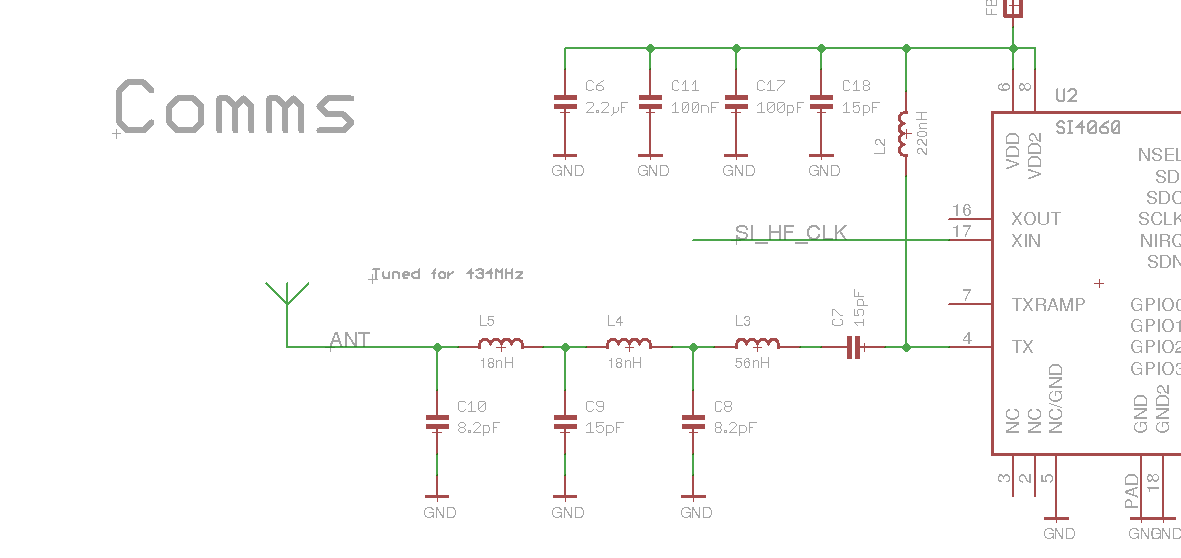 FB
Comms
C6
2.2µF
C11
100nF
C17
100pF
C18
15pF
L2
220nH
GND
GND
GND
GND
6
8
U2
SI4060
VDD
VDD2
NSEL
SD
SDO
SCLK
NIRQ
SDN
16
XOUT
17
XIN
SI_HF_CLK
Tuned for 434MHz
7
TXRAMP
4
TX
GPIO0
GPIO1
GPIO2
GPIO3
ANT
L5
18nH
L4
18nH
L3
56nH
C7
15pF
C10
8.2pF
C9
15pF
C8
8.2pF
GND
GND
GND
NC
NC
NC/GND
GND
GND2
3
2
5
PAD
18
GND
GND
GND